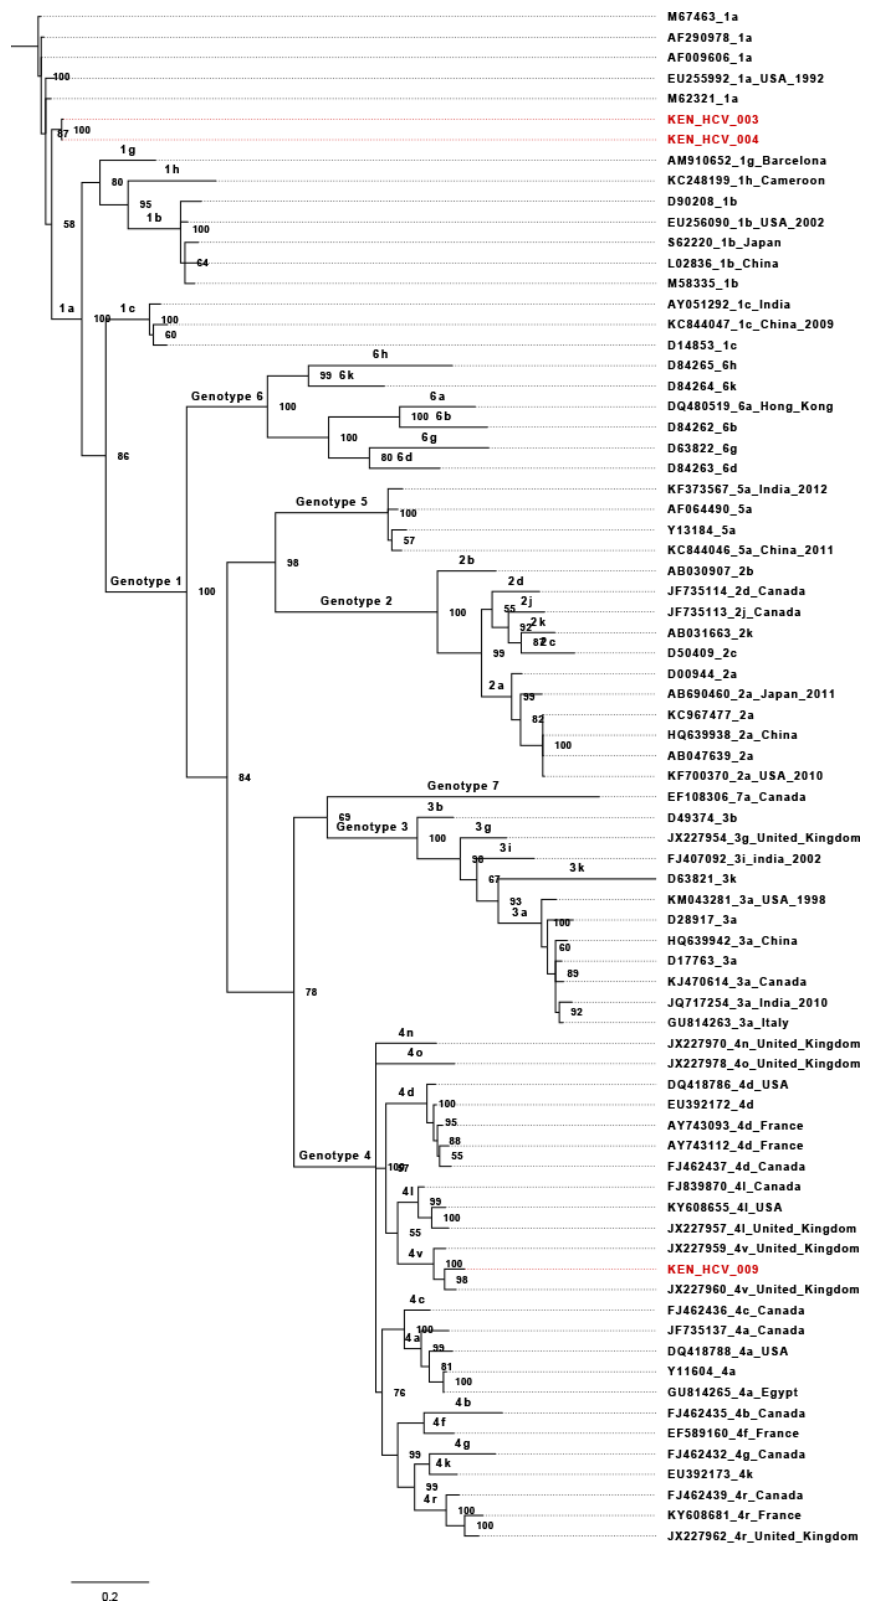 M67463_1a
AF290978_1a
AF009606_1a
100 EU255992_1a_USA_1992
M62321_1a
KEN_HCV_003
87 100
KEN_HCV_004
1g
AM910652_1g_Barcelona
1h
80 KC248199_1h_Cameroon
95 D90208_1b
1b
100 EU256090_1b_USA_2002
58
S62220_1b_Japan
64 L02836_1b_China
M58335_1b
AY051292_1c_India
1a 1c
100 100 KC844047_1c_China_2009
60 D14853_1c
6h
D84265_6h
99 6k
D84264_6k
Genotype 6 6a
100 DQ480519_6a_Hong_Kong
100 6b
D84262_6b
100 6g
D63822_6g
86 80 6d
D84263_6d
KF373567_5a_India_2012
Genotype 5
100 AF064490_5a
Y13184_5a
57 KC844046_5a_China_2011
98 2b
AB030907_2b
Genotype 1 2d
100 JF735114_2d_Canada
Genotype 2 2j
100 55 JF735113_2j_Canada
92 2k
AB031663_2k
2c
99 D50409_2c
D00944_2a
2a
99 AB690460_2a_Japan_2011
82 KC967477_2a
HQ639938_2a_China
100
AB047639_2a
84 KF700370_2a_USA_2010
Genotype 7
EF108306_7a_Canada
3b
69 D49374_3b
Genotype 3 3g
100 JX227954_3g_United_Kingdom
3i
98 FJ407092_3i_india_2002
3k
67 D63821_3k
93 KM043281_3a_USA_1998
3a
100 D28917_3a
HQ639942_3a_China
60
D17763_3a
89
KJ470614_3a_Canada
78 JQ717254_3a_India_2010
92
GU814263_3a_Italy
4n
JX227970_4n_United_Kingdom
4o
JX227978_4o_United_Kingdom
DQ418786_4d_USA
4d
100 EU392172_4d
95 AY743093_4d_France
88 AY743112_4d_France
Genotype 4 55
100 FJ462437_4d_Canada
4l FJ839870_4l_Canada
99 KY608655_4l_USA
100
55 JX227957_4l_United_Kingdom
4v JX227959_4v_United_Kingdom
100 KEN_HCV_009
98
JX227960_4v_United_Kingdom
4c
FJ462436_4c_Canada
100 JF735137_4a_Canada
4a
99 DQ418788_4a_USA
81 Y11604_4a
100
76 GU814265_4a_Egypt
4b
FJ462435_4b_Canada
4f
EF589160_4f_France
4g
99 FJ462432_4g_Canada
4k
EU392173_4k
99
4r FJ462439_4r_Canada
100 KY608681_4r_France
100
JX227962_4r_United_Kingdom
0.2